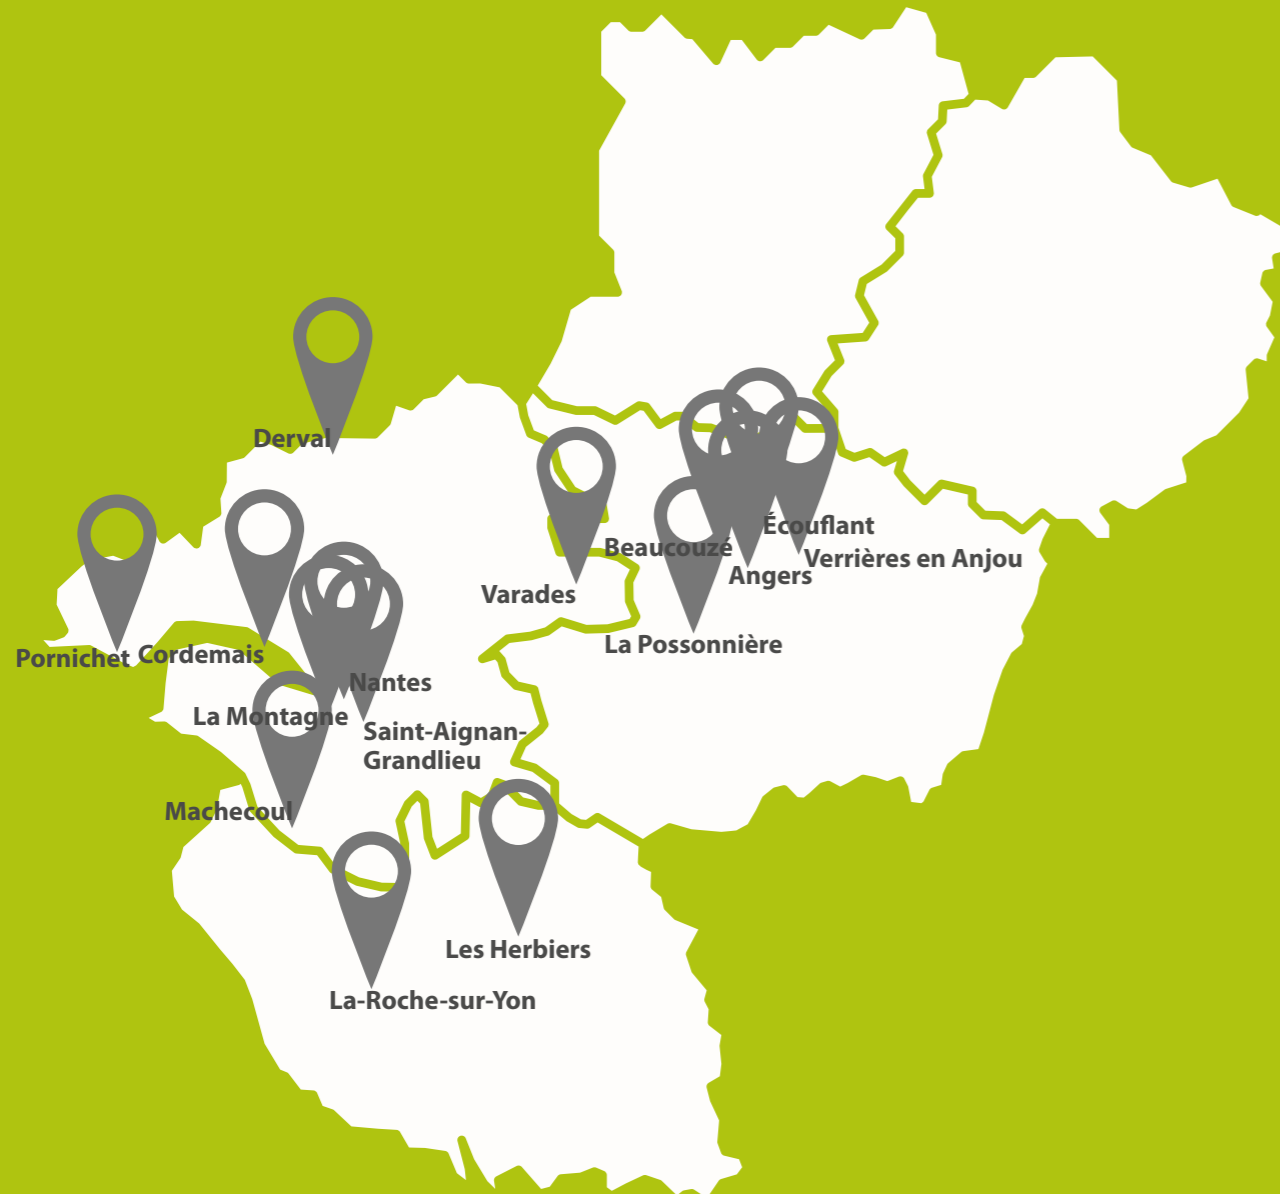 Derval
Écouflant
Beaucouzé
Verrières en Anjou
Angers
Varades
La Possonnière
Pornichet
Cordemais
Nantes
La Montagne
Saint-Aignan-
Grandlieu
Machecoul
Les Herbiers
La-Roche-sur-Yon